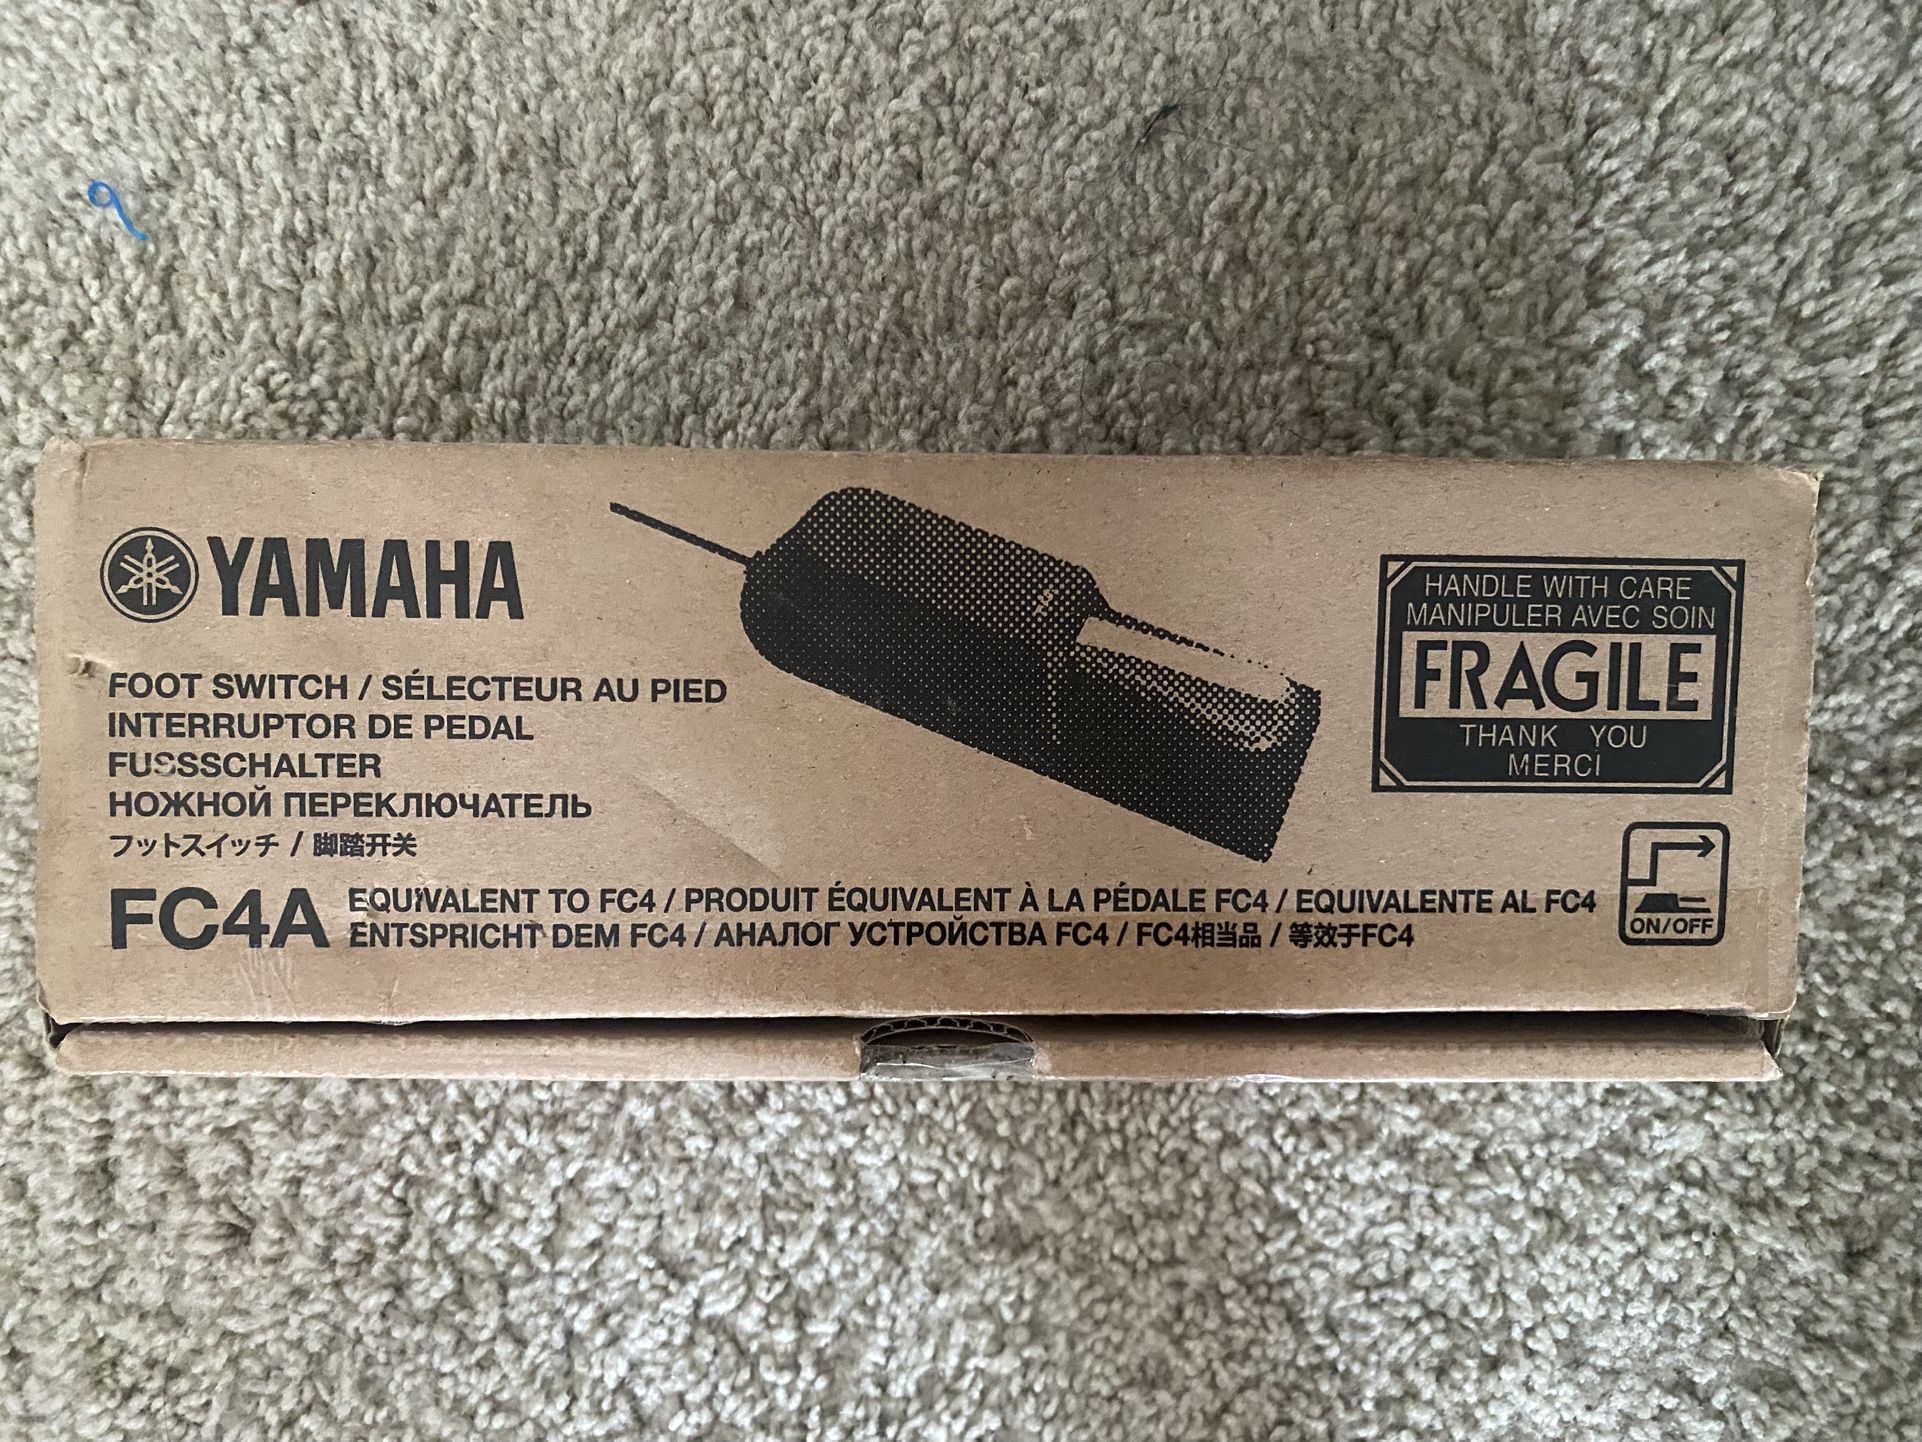 YAMAHA
FOOT SWITCH / SÉLECTEUR AU PIED
INTERRUPTOR DE PEDAL
FUSSSCHALTER
НОЖНОЙ ПЕРЕКЛЮЧАТЕЛЬ
フットスイッチ / 脚踏开关
FC4A
EQUIVALENT TO FC4 / PRODUIT ÉQUIVALENT À LA PÉDALE FC4 / EQUIVALENTE AL FC4
ENTSPRICHT DEM FC4 / АНАЛОГ УСТРОЙСТВА FC4 / FC4相当品 / 等效于FC4
HANDLE WITH CARE
MANIPULER AVEC SOIN
FRAGILE
THANK YOU
MERCI
ON/OFF